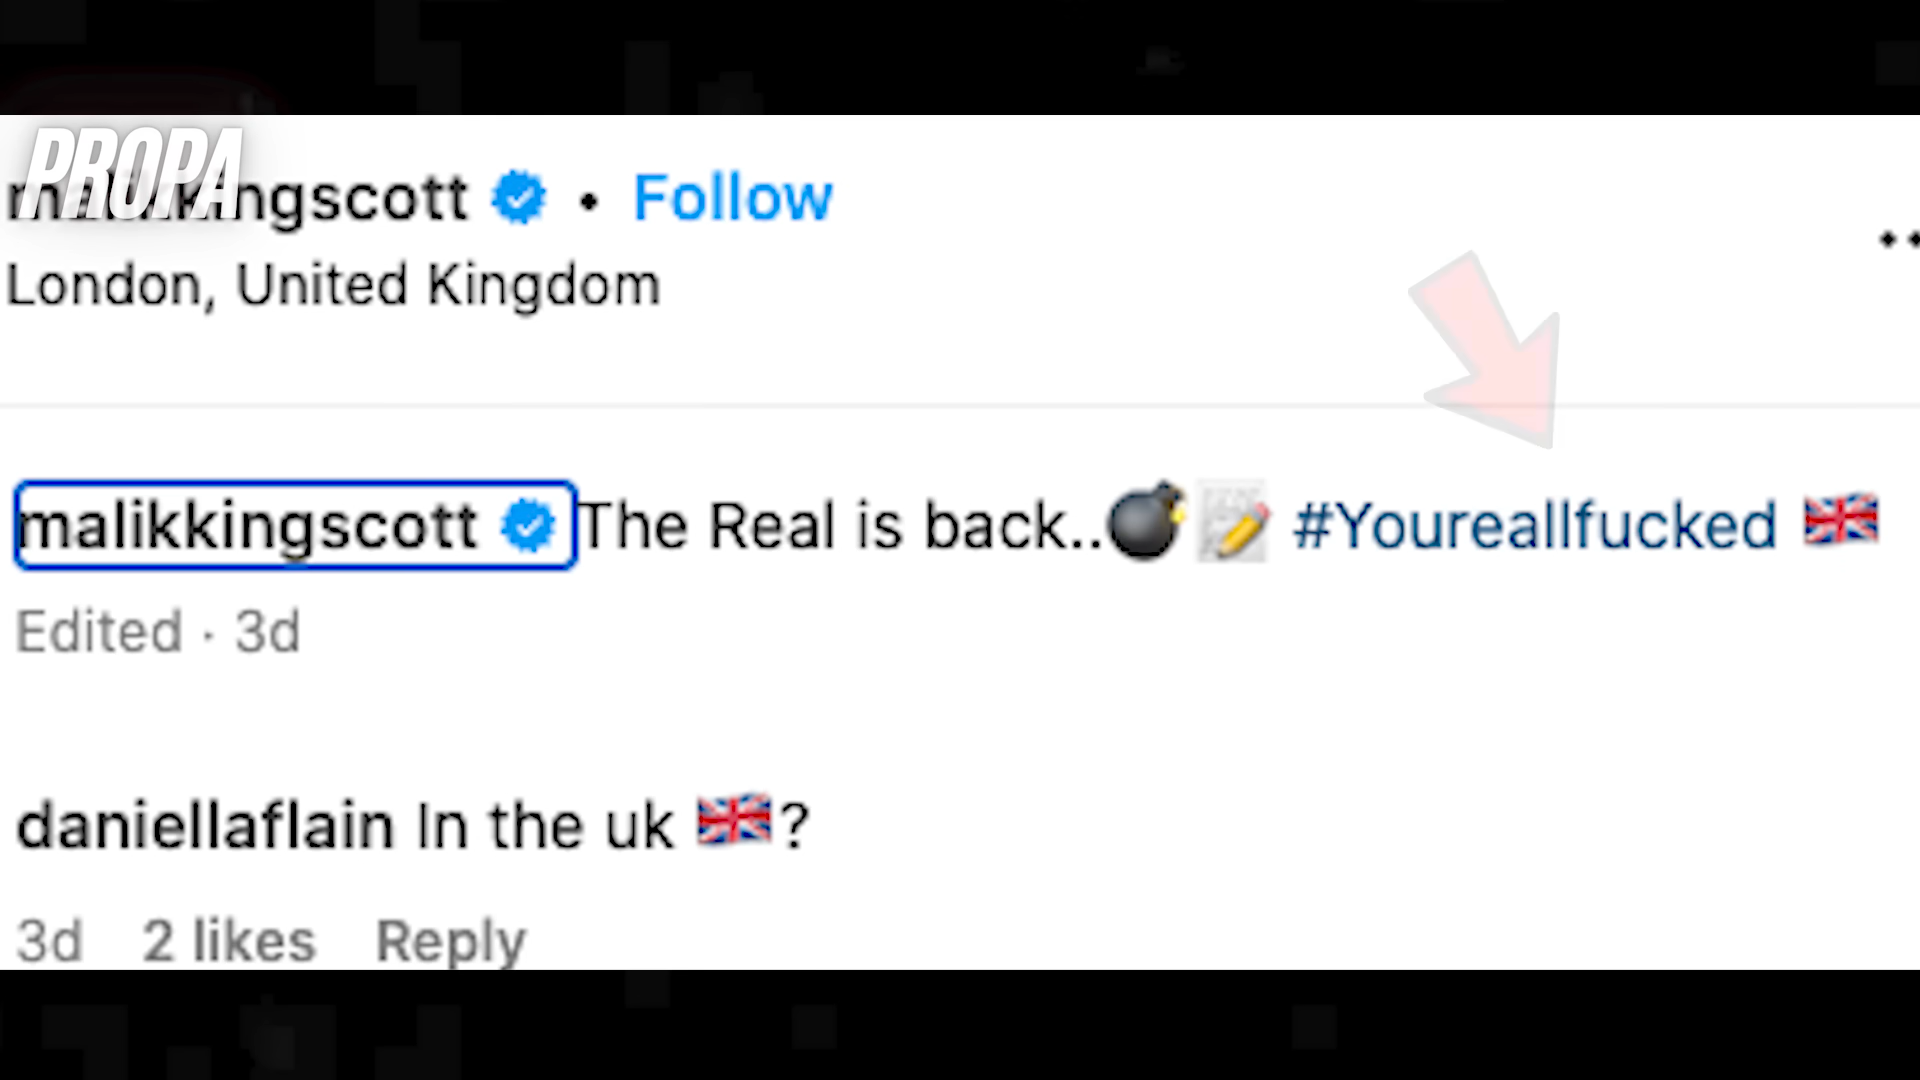 PROPA
malikkingscott • Follow
London, United Kingdom
malikkingscott The Real is back..💣📝 #Youreallfucked 🇬🇧
Edited · 3d
daniellaflain In the uk 🇬🇧?
3d 2 likes Reply